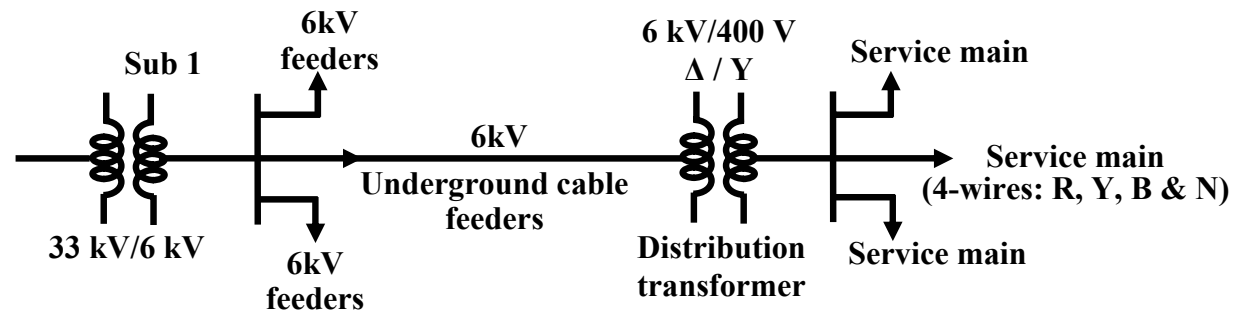 Sub 1
33 kV/6 kV
6kV
feeders
6kV
feeders
6kV
Underground cable
feeders
6 kV/400 V
Δ / Y
Distribution
transformer
Service main
Service main
(4-wires: R, Y, B & N)
Service main